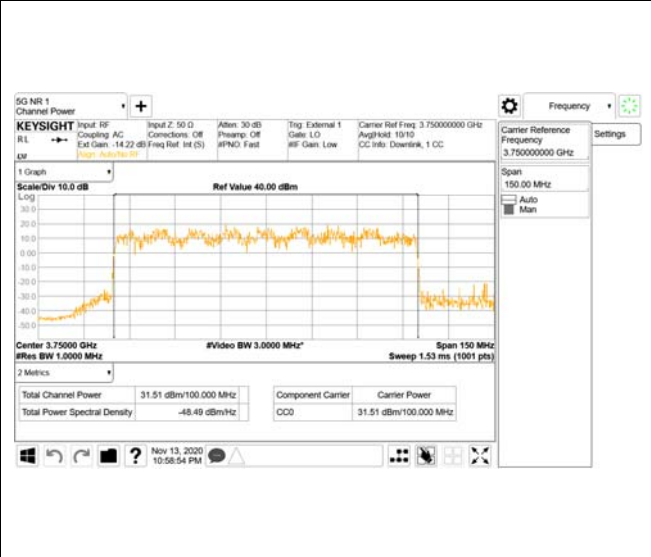 5G NR 1
Channel Power
Frequency
KEYSIGHT
RL
Input: RF
Coupling: AC
Ext Gain: -14.22 dB
Align: Auto/No RF
Input Z: 50 Ω
Corrections: Off
Freq Ref: Int (S)
Atten: 30 dB
Preamp: Off
#PNO: Fast
Trig: External 1
Gate: LO
#IF Gain: Low
Carrier Ref Freq: 3.750000000 GHz
Avg|Hold: 10/10
CC Info: Downlink, 1 CC
Carrier Reference
Frequency
3.750000000 GHz
Settings
Span
150.00 MHz
Auto
Man
1 Graph
Scale/Div 10.0 dB
Ref Value 40.00 dBm
Log
30.0
20.0
10.0
0.00
-10.0
-20.0
-30.0
-40.0
-50.0
Center 3.75000 GHz
#Video BW 3.0000 MHz*
Span 150 MHz
#Res BW 1.0000 MHz
Sweep 1.53 ms (1001 pts)
2 Metrics
Total Channel Power 31.51 dBm/100.000 MHz
Total Power Spectral Density -48.49 dBm/Hz
Component Carrier Carrier Power
CC0 31.51 dBm/100.000 MHz
?
Nov 13, 2020
10:58:54 PM